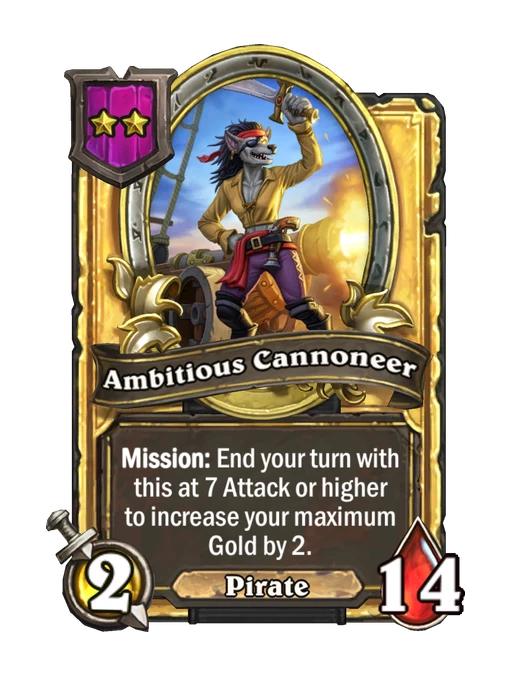 Ambitious Cannoneer
Mission: End your turn with
this at 7 Attack or higher
to increase your maximum
Gold by 2.
2
Pirate
14